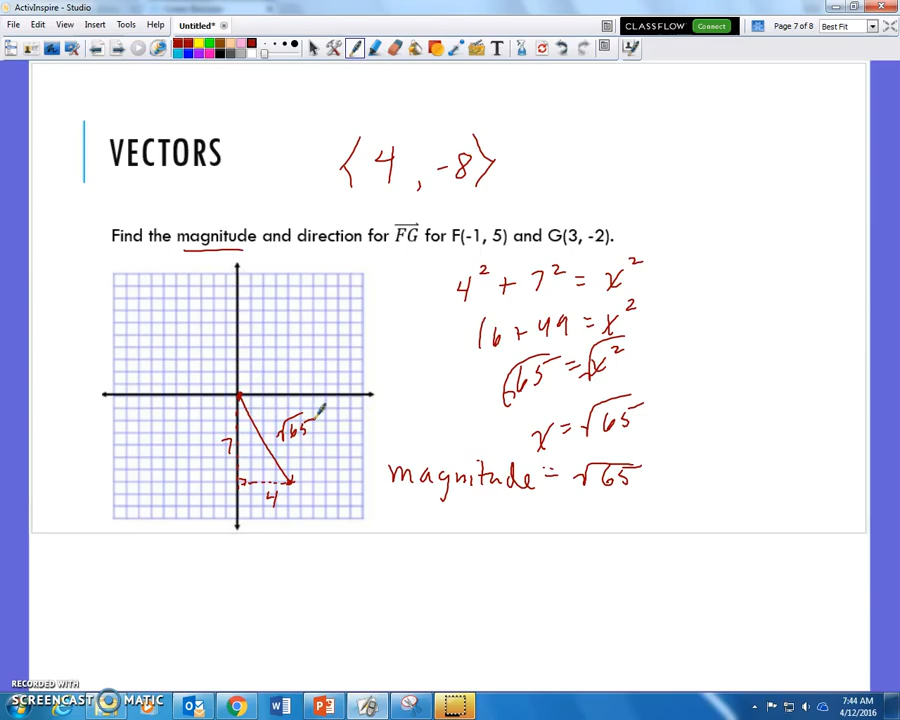 ActivInspire - Studio
File Edit View Insert Tools Help Untitled* Page 7 of 8 Best Fit
CLASSFLOW Connect
VECTORS
⟨4, -8⟩
Find the magnitude and direction for FG for F(-1, 5) and G(3, -2).
4² + 7² = x²
16 + 49 = x²
√65 = √x²
x = √65
magnitude = √65
√65
7
4
RECORDED WITH
SCREENCAST MATIC
7:44 AM
4/12/2016